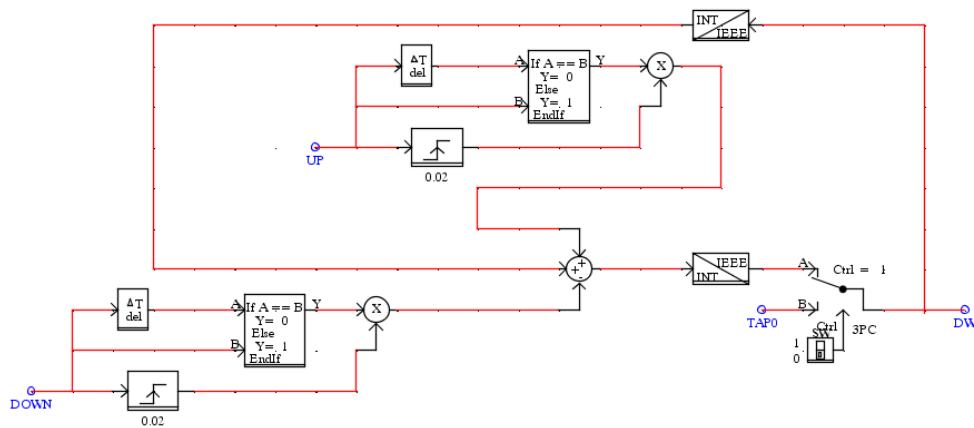 INT
IEEE
ΔT
del
A
B
If A == B
Y= 0
Else
Y= 1
EndIf
Y
X
UP
0.02
+
+
-
IEEE
INT
A
Ctrl = 1
B
TAP0
Ctrl
3PC
SW
1
0
DW
ΔT
del
A
B
If A == B
Y= 0
Else
Y= 1
EndIf
Y
X
DOWN
0.02